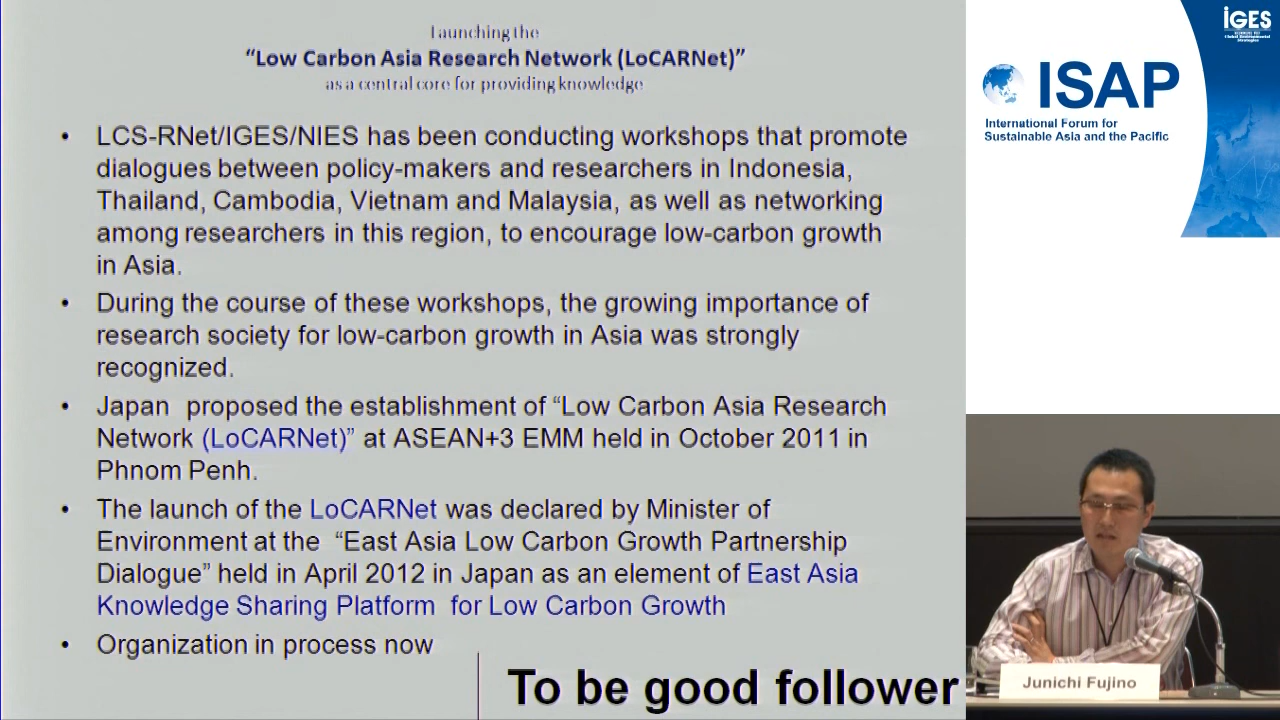 Launching the
“Low Carbon Asia Research Network (LoCARNet)”
as a central core for providing knowledge
• LCS-RNet/IGES/NIES has been conducting workshops that promote
dialogues between policy-makers and researchers in Indonesia,
Thailand, Cambodia, Vietnam and Malaysia, as well as networking
among researchers in this region, to encourage low-carbon growth
in Asia.
• During the course of these workshops, the growing importance of
research society for low-carbon growth in Asia was strongly
recognized.
• Japan proposed the establishment of “Low Carbon Asia Research
Network (LoCARNet)” at ASEAN+3 EMM held in October 2011 in
Phnom Penh.
• The launch of the LoCARNet was declared by Minister of
Environment at the “East Asia Low Carbon Growth Partnership
Dialogue” held in April 2012 in Japan as an element of East Asia
Knowledge Sharing Platform for Low Carbon Growth
• Organization in process now
To be good follower
IGES
ISAP
International Forum for
Sustainable Asia and the Pacific
Junichi Fujino